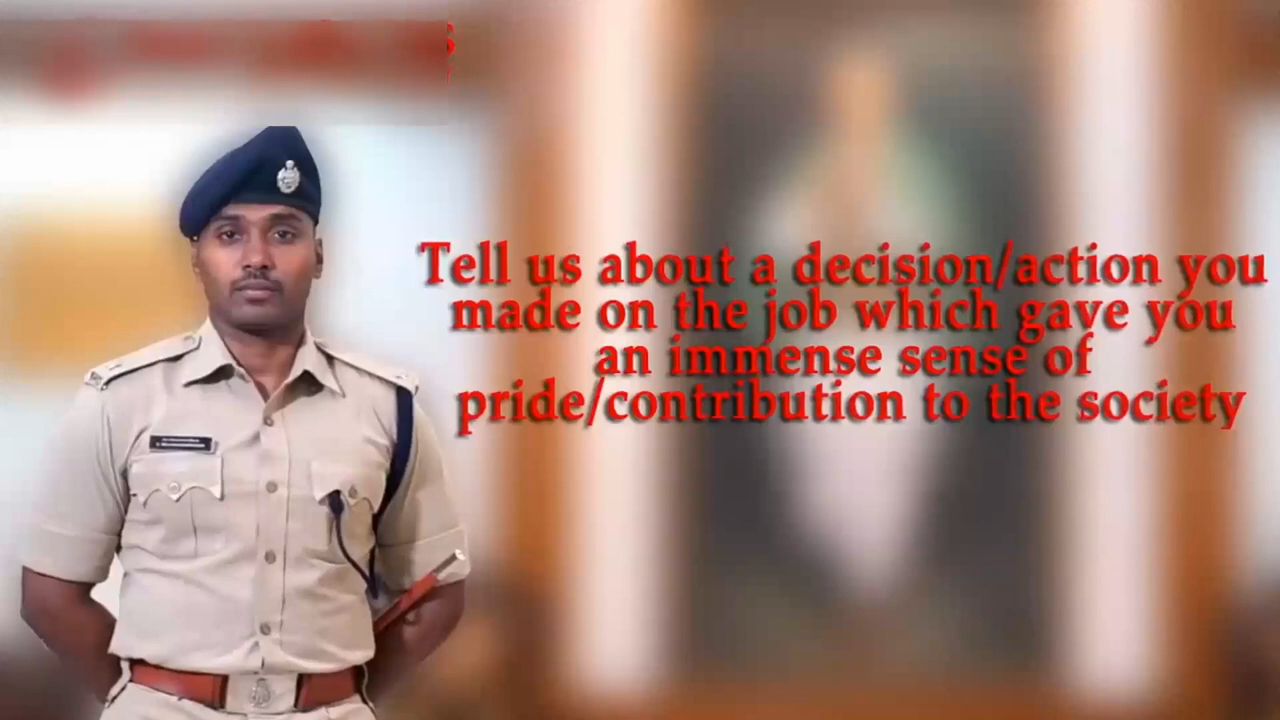 Tell us about a decision/action you
made on the job which gave you
an immense sense of
pride/contribution to the society